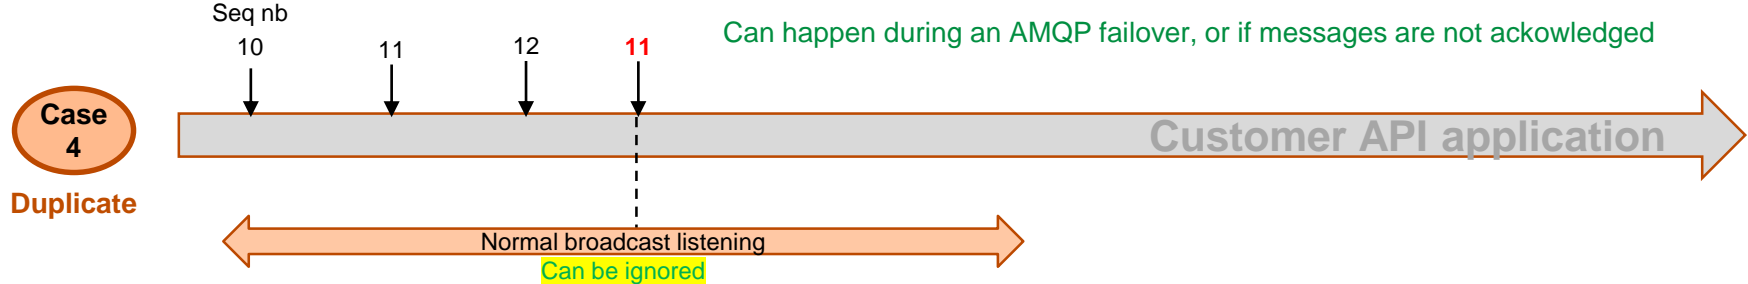 Seq nb
10
11
12
11
Can happen during an AMQP failover, or if messages are not ackowledged
Case
4
Customer API application
Duplicate
Normal broadcast listening
Can be ignored